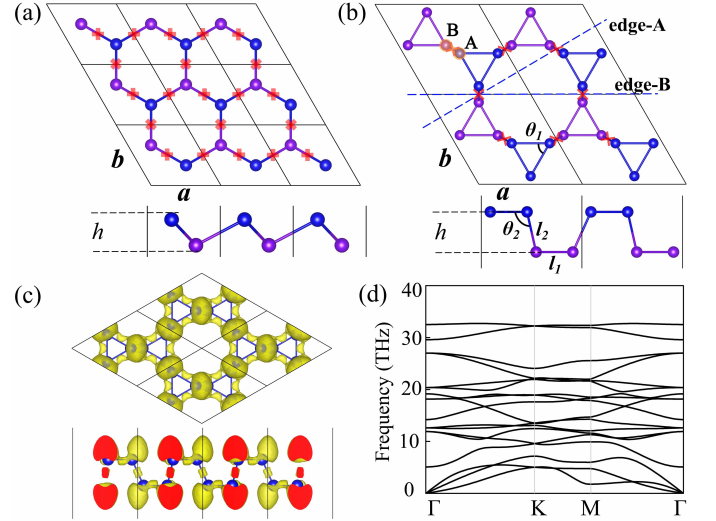 (a)
b
a
h
(b)
B
A
edge-A
edge-B
θ1
b
a
h
θ2
l2
l1
(c)
(d)
Frequency (THz)
40
30
20
10
0
Γ K M Γ